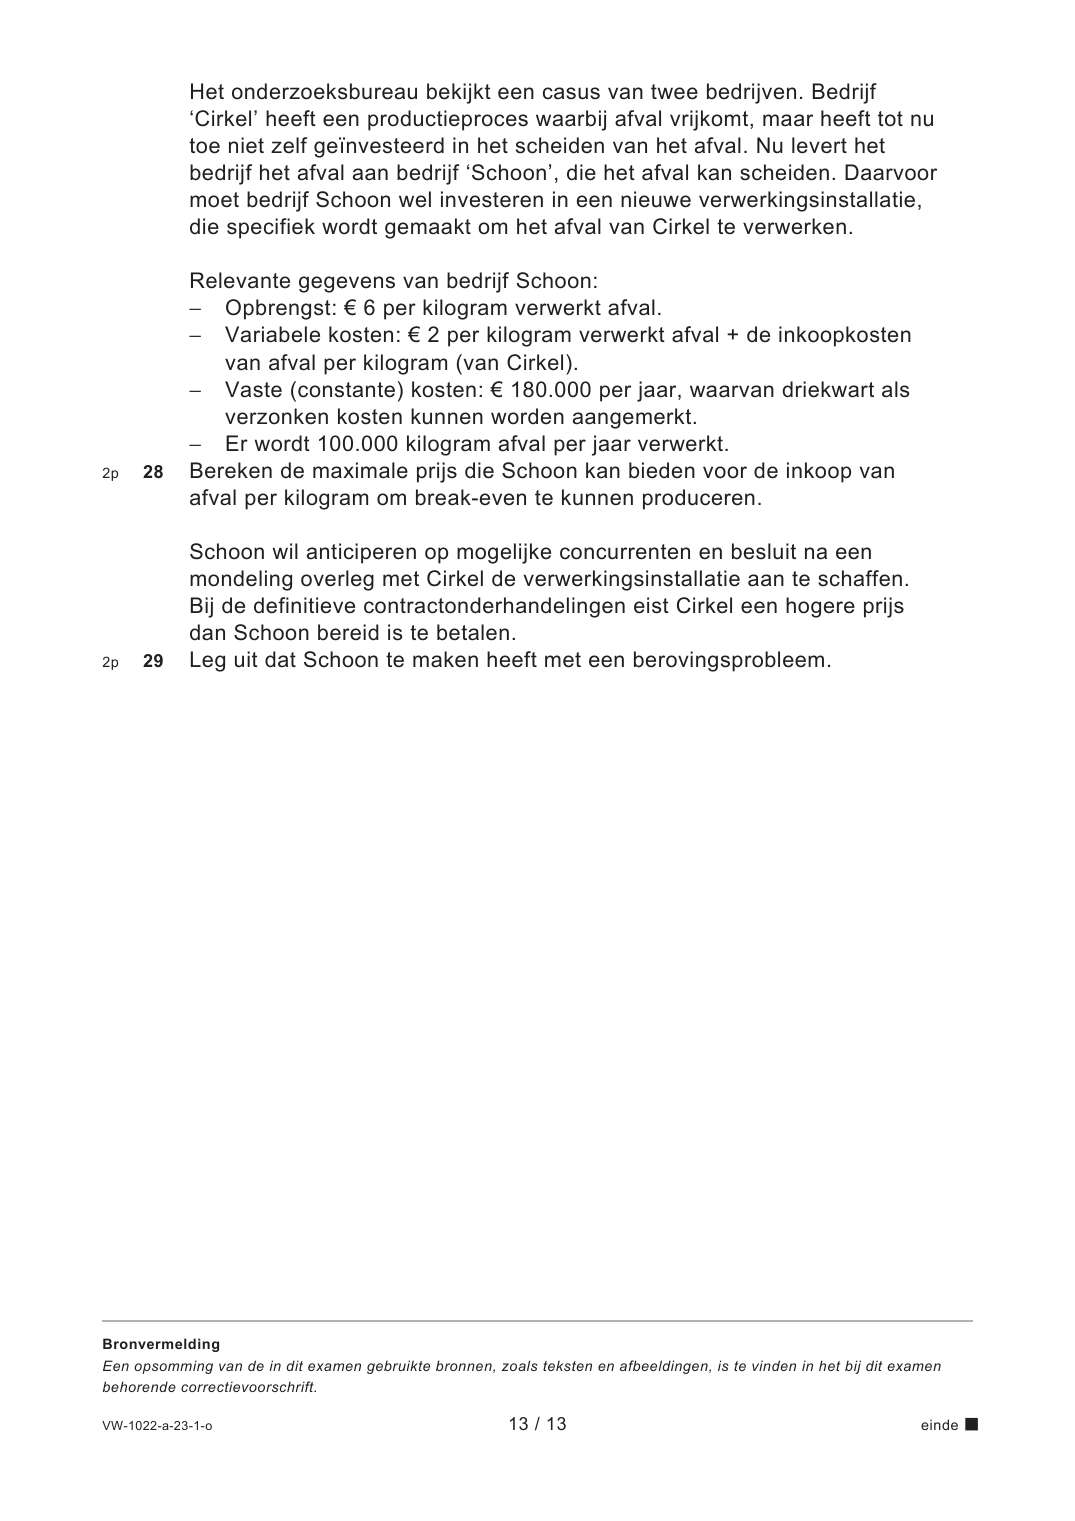 Het onderzoeksbureau bekijkt een casus van twee bedrijven. Bedrijf
‘Cirkel’ heeft een productieproces waarbij afval vrijkomt, maar heeft tot nu
toe niet zelf geïnvesteerd in het scheiden van het afval. Nu levert het
bedrijf het afval aan bedrijf ‘Schoon’, die het afval kan scheiden. Daarvoor
moet bedrijf Schoon wel investeren in een nieuwe verwerkingsinstallatie,
die specifiek wordt gemaakt om het afval van Cirkel te verwerken.
Relevante gegevens van bedrijf Schoon:
– Opbrengst: € 6 per kilogram verwerkt afval.
– Variabele kosten: € 2 per kilogram verwerkt afval + de inkoopkosten
van afval per kilogram (van Cirkel).
– Vaste (constante) kosten: € 180.000 per jaar, waarvan driekwart als
verzonken kosten kunnen worden aangemerkt.
– Er wordt 100.000 kilogram afval per jaar verwerkt.
2p 28 Bereken de maximale prijs die Schoon kan bieden voor de inkoop van
afval per kilogram om break-even te kunnen produceren.
Schoon wil anticiperen op mogelijke concurrenten en besluit na een
mondeling overleg met Cirkel de verwerkingsinstallatie aan te schaffen.
Bij de definitieve contractonderhandelingen eist Cirkel een hogere prijs
dan Schoon bereid is te betalen.
2p 29 Leg uit dat Schoon te maken heeft met een berovingsprobleem.
Bronvermelding
Een opsomming van de in dit examen gebruikte bronnen, zoals teksten en afbeeldingen, is te vinden in het bij dit examen
behorende correctievoorschrift.
VW-1022-a-23-1-o 13 / 13 einde ■